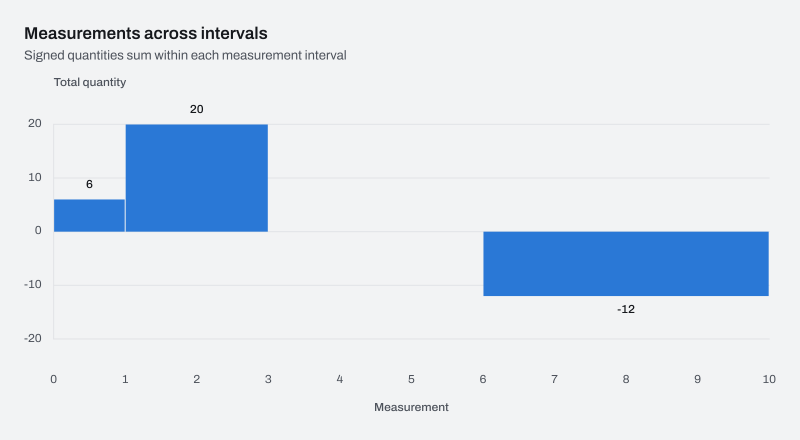 Measurements across intervals
Signed quantities sum within each measurement interval
Total quantity
20
6
20
10
0
-10
-20
-12
0 1 2 3 4 5 6 7 8 9 10
Measurement